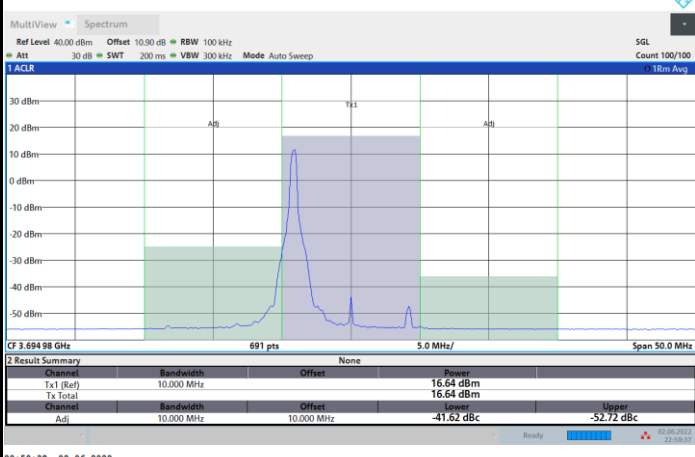 MultiView Spectrum
Ref Level 40.00 dBm Offset 10.90 dB RBW 100 kHz SGL
Att 30 dB SWT 200 ms VBW 300 kHz Mode Auto Sweep Count 100/100
1 ACLR 1Rm Avg
30 dBm
Tx1
20 dBm Adj Adj
10 dBm
0 dBm
-10 dBm
-20 dBm
-30 dBm
-40 dBm
-50 dBm
CF 3.694 98 GHz 691 pts 5.0 MHz/ Span 50.0 MHz
2 Result Summary None
Channel Bandwidth Offset Power
Tx1 (Ref) 10.000 MHz 16.64 dBm
Tx Total 16.64 dBm
Channel Bandwidth Offset Lower Upper
Adj 10.000 MHz 10.000 MHz -41.62 dBc -52.72 dBc
Ready 02.06.2022
22:59:37